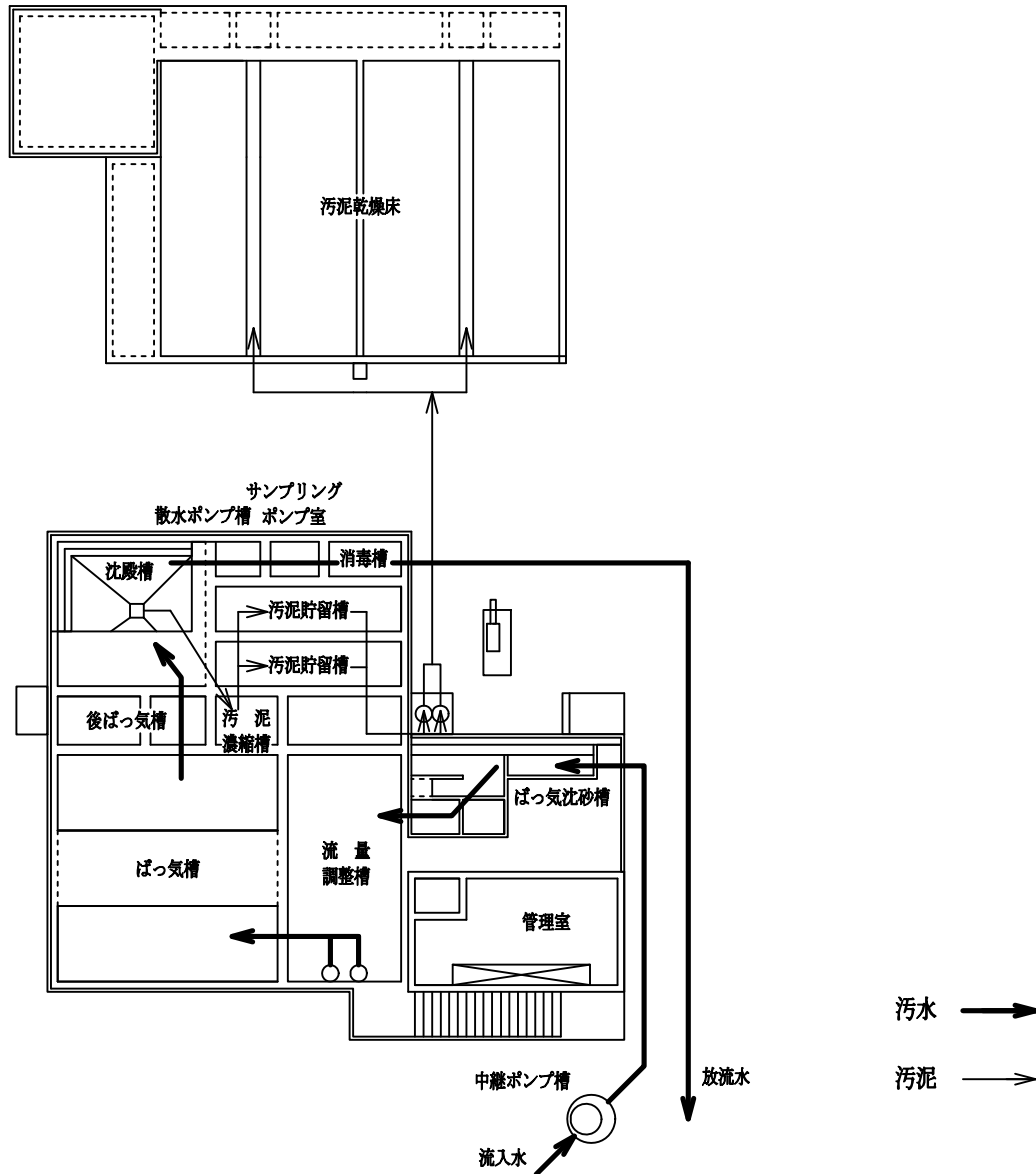 汚泥乾燥床
サンプリング
散水ポンプ槽 ポンプ室
沈殿槽
消毒槽
汚泥貯留槽
汚泥貯留槽
後ばっ気槽
汚 泥
濃縮槽
ばっ気沈砂槽
流 量
調整槽
ばっ気槽
管理室
汚水
中継ポンプ槽
放流水
汚泥
流入水